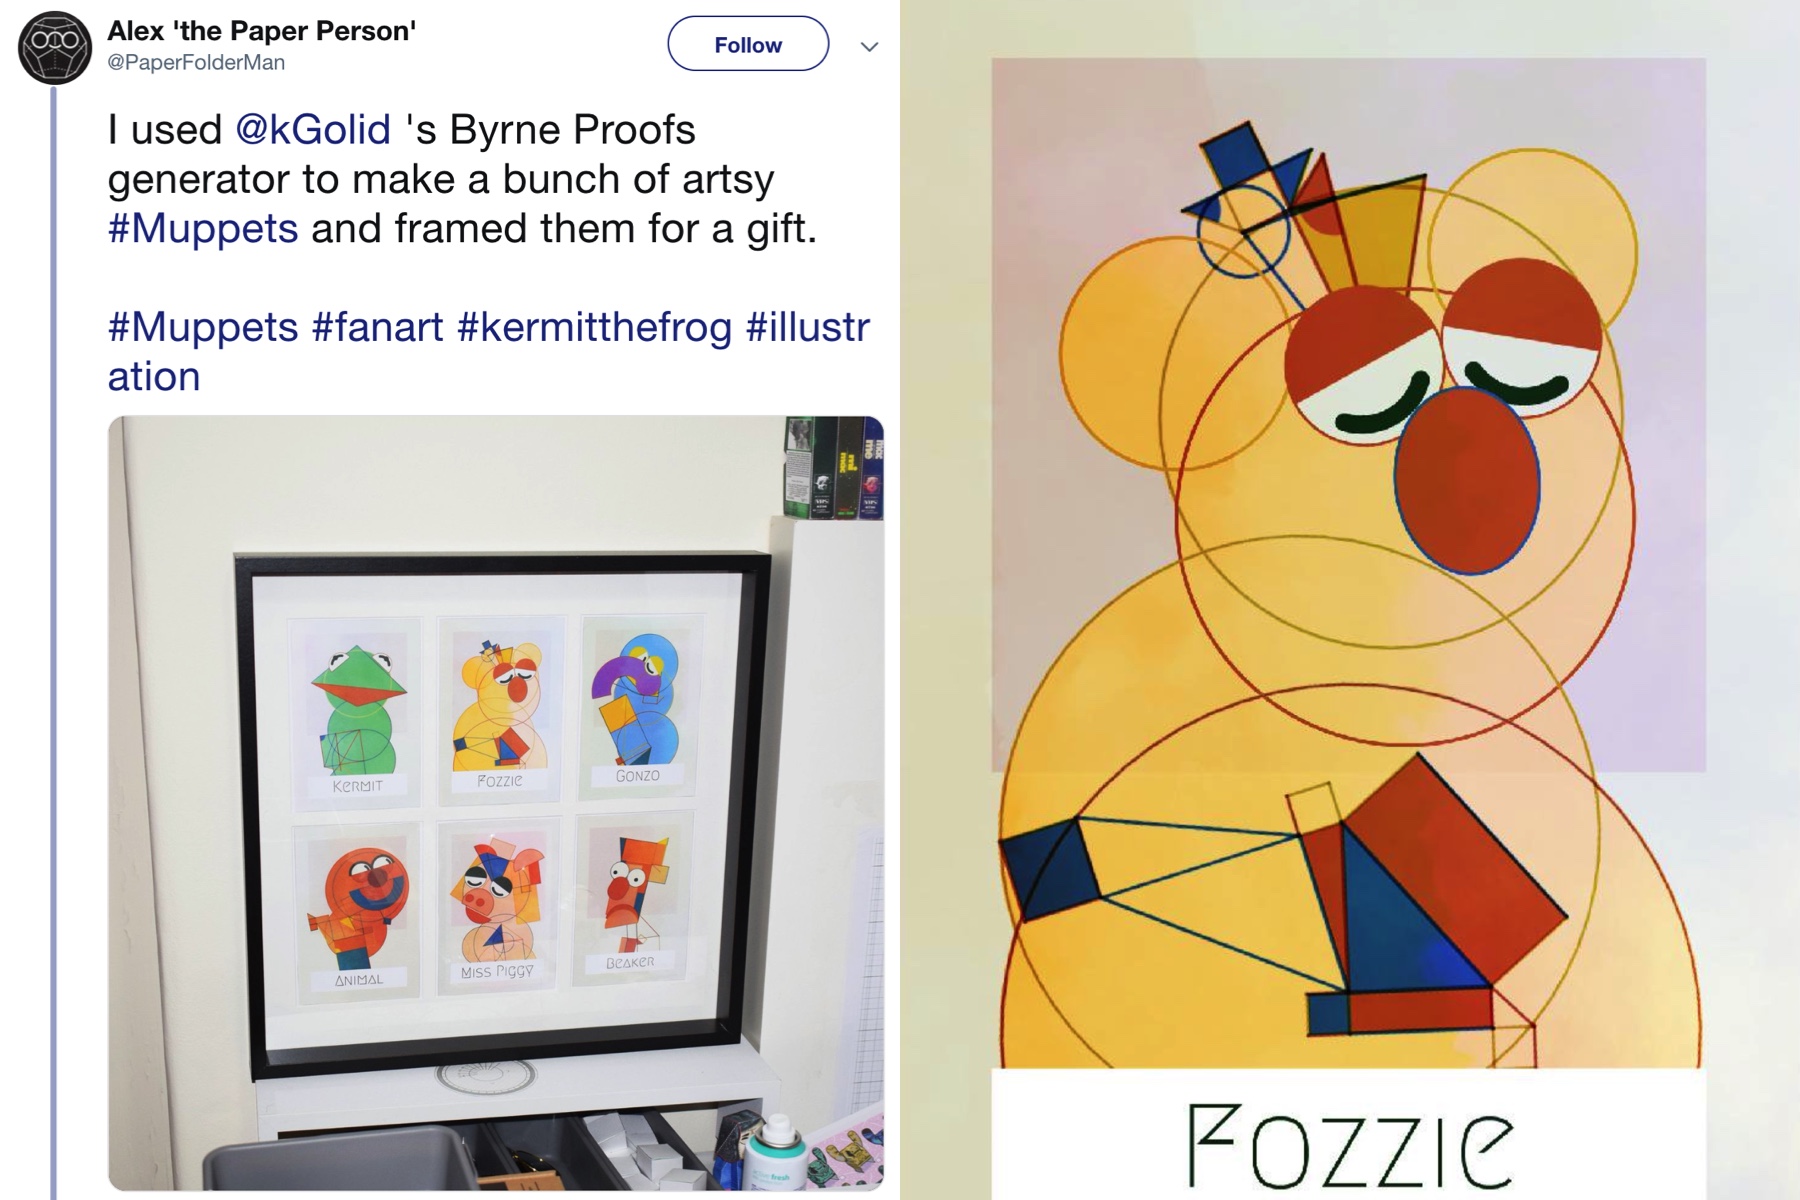 Alex 'the Paper Person'
@PaperFolderMan
Follow
I used @kGolid 's Byrne Proofs
generator to make a bunch of artsy
#Muppets and framed them for a gift.
#Muppets #fanart #kermitthefrog #illustr
ation
KERMIT
FOZZIE
GONZO
ANIMAL
MISS PIGGY
BEAKER
fresh
FOZZIE